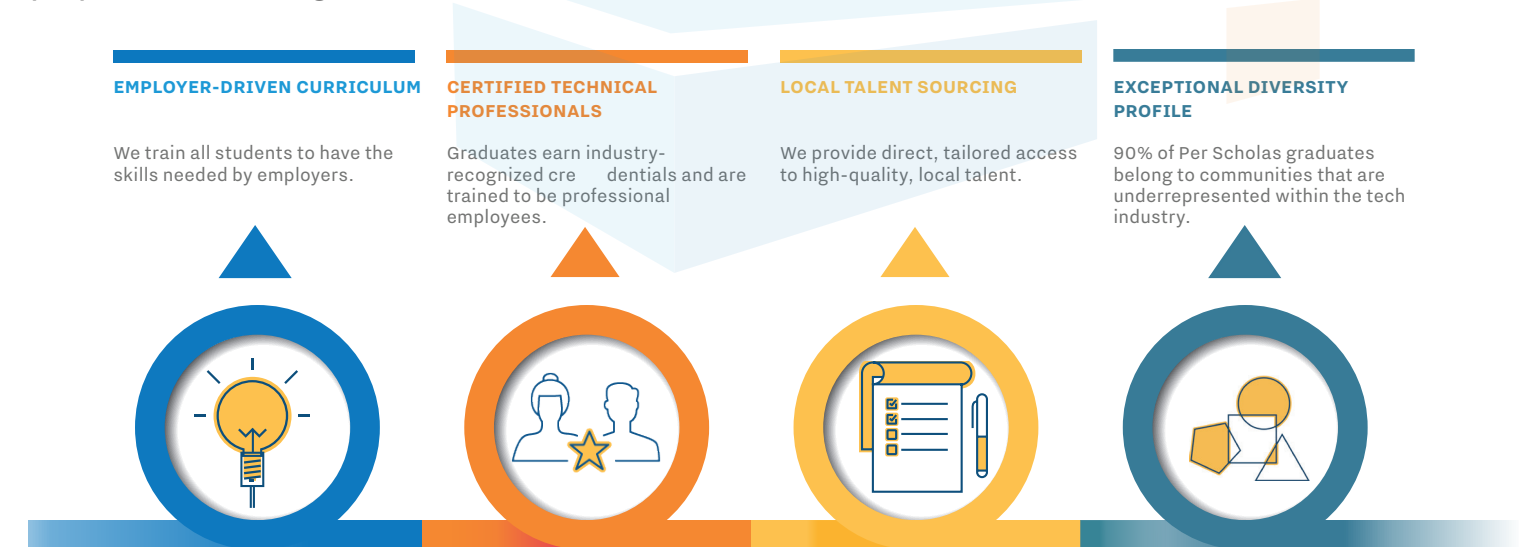 EMPLOYER-DRIVEN CURRICULUM
We train all students to have the
skills needed by employers.
CERTIFIED TECHNICAL
PROFESSIONALS
Graduates earn industry-
recognized cre dentials and are
trained to be professional
employees.
LOCAL TALENT SOURCING
We provide direct, tailored access
to high-quality, local talent.
EXCEPTIONAL DIVERSITY
PROFILE
90% of Per Scholas graduates
belong to communities that are
underrepresented within the tech
industry.